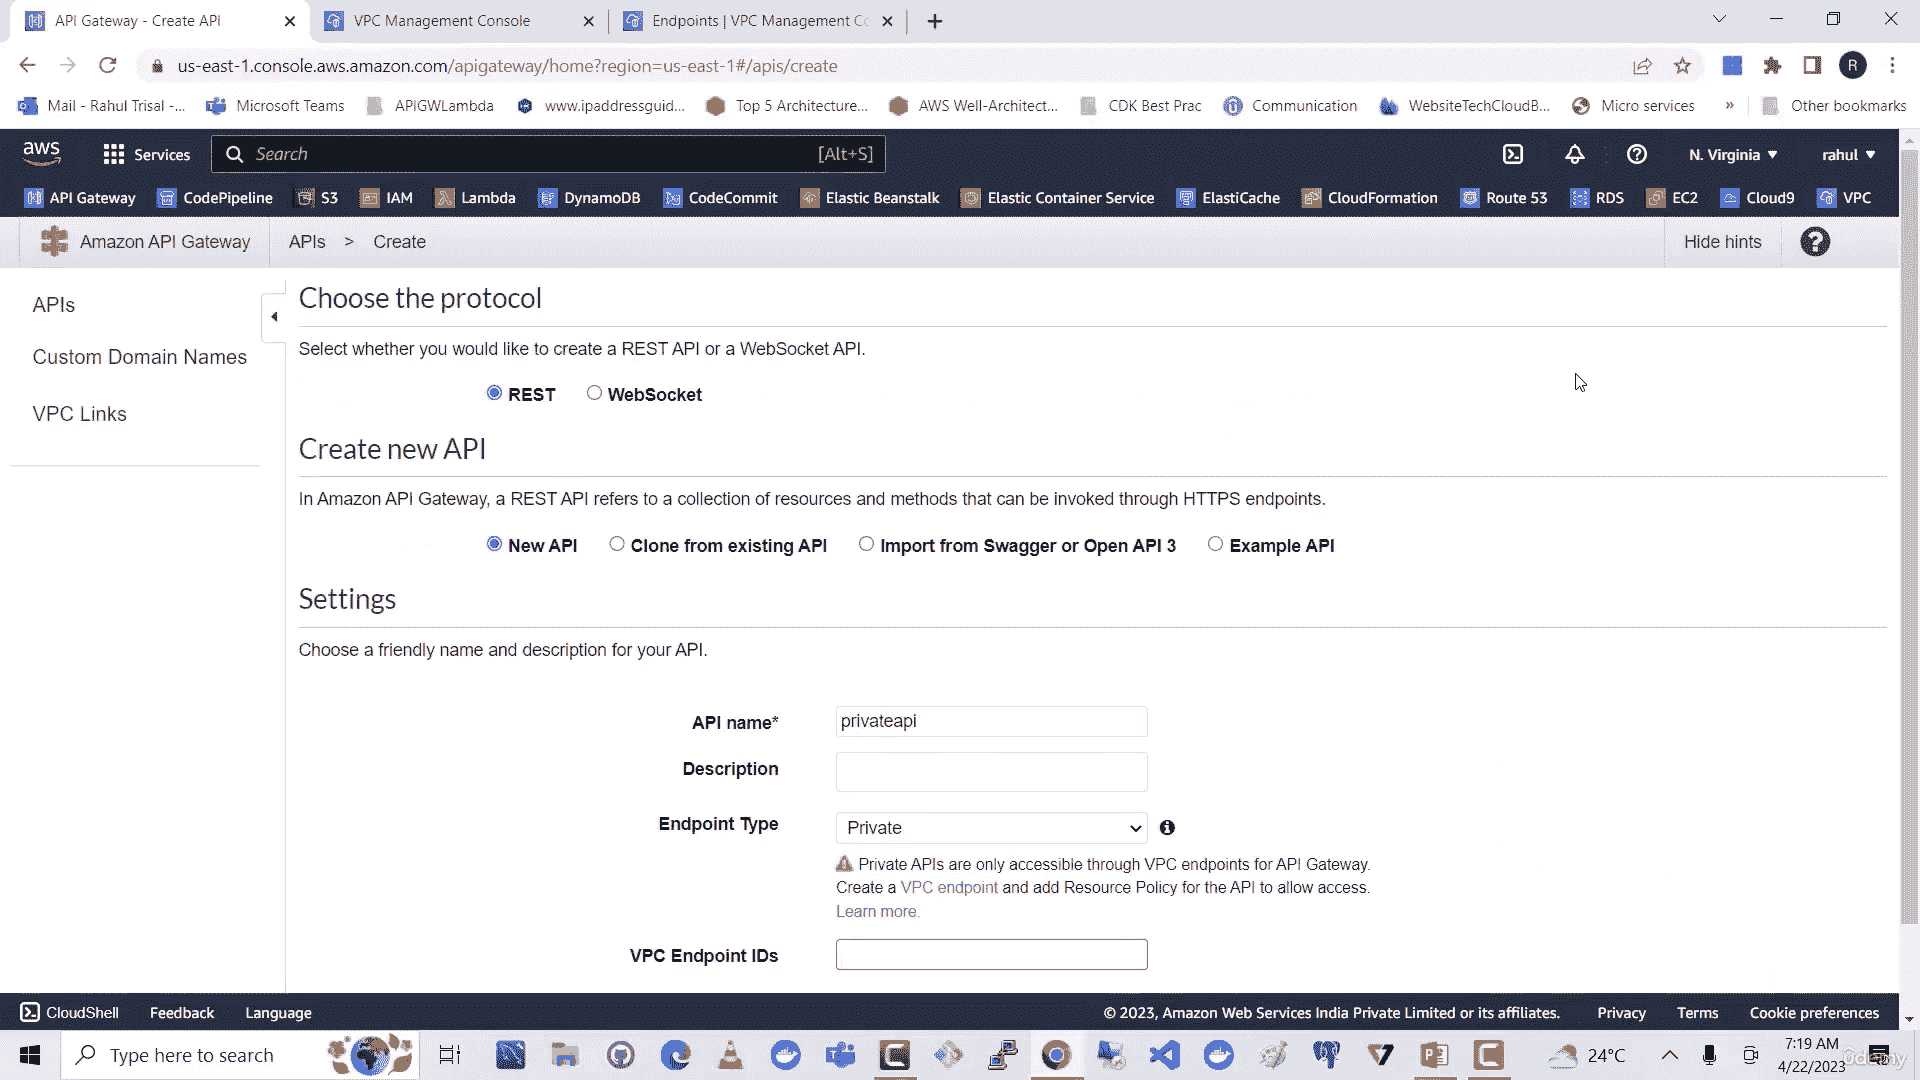 API Gateway - Create API
VPC Management Console
Endpoints | VPC Management Co
us-east-1.console.aws.amazon.com/apigateway/home?region=us-east-1#/apis/create
R
Mail - Rahul Trisal -...
Microsoft Teams
APIGWLambda
www.ipaddressguid...
Top 5 Architecture...
AWS Well-Architect...
CDK Best Prac
Communication
WebsiteTechCloudB...
Micro services
»
Other bookmarks
aws
Services
Search
[Alt+S]
N. Virginia
rahul
API Gateway
CodePipeline
S3
IAM
Lambda
DynamoDB
CodeCommit
Elastic Beanstalk
Elastic Container Service
ElastiCache
CloudFormation
Route 53
RDS
EC2
Cloud9
VPC
Amazon API Gateway
APIs > Create
Hide hints
APIs
Custom Domain Names
VPC Links
Choose the protocol
Select whether you would like to create a REST API or a WebSocket API.
REST
WebSocket
Create new API
In Amazon API Gateway, a REST API refers to a collection of resources and methods that can be invoked through HTTPS endpoints.
New API
Clone from existing API
Import from Swagger or Open API 3
Example API
Settings
Choose a friendly name and description for your API.
API name*
privateapi
Description
Endpoint Type
Private
Private APIs are only accessible through VPC endpoints for API Gateway.
Create a VPC endpoint and add Resource Policy for the API to allow access.
Learn more.
VPC Endpoint IDs
CloudShell
Feedback
Language
© 2023, Amazon Web Services India Private Limited or its affiliates.
Privacy
Terms
Cookie preferences
Type here to search
24°C
7:19 AM
4/22/2023
ûdemy